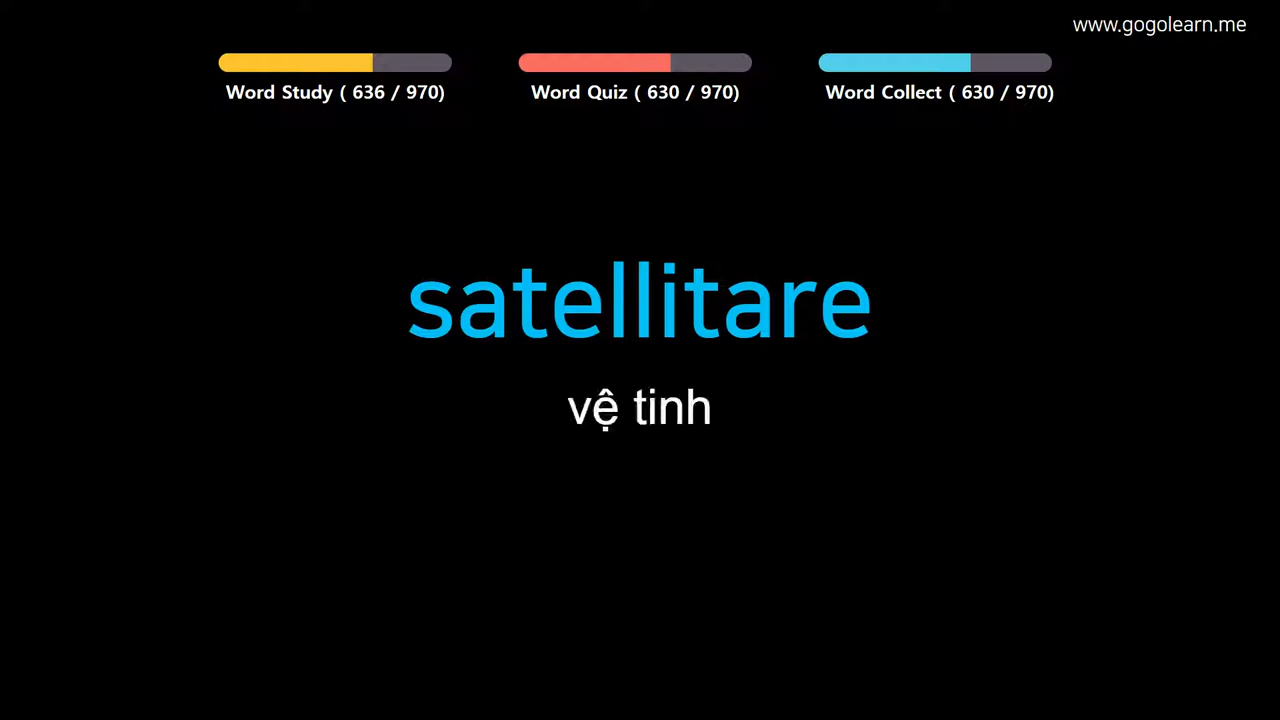 www.gogolearn.me
Word Study ( 636 / 970)
Word Quiz ( 630 / 970)
Word Collect ( 630 / 970)
satellitare
vệ tinh